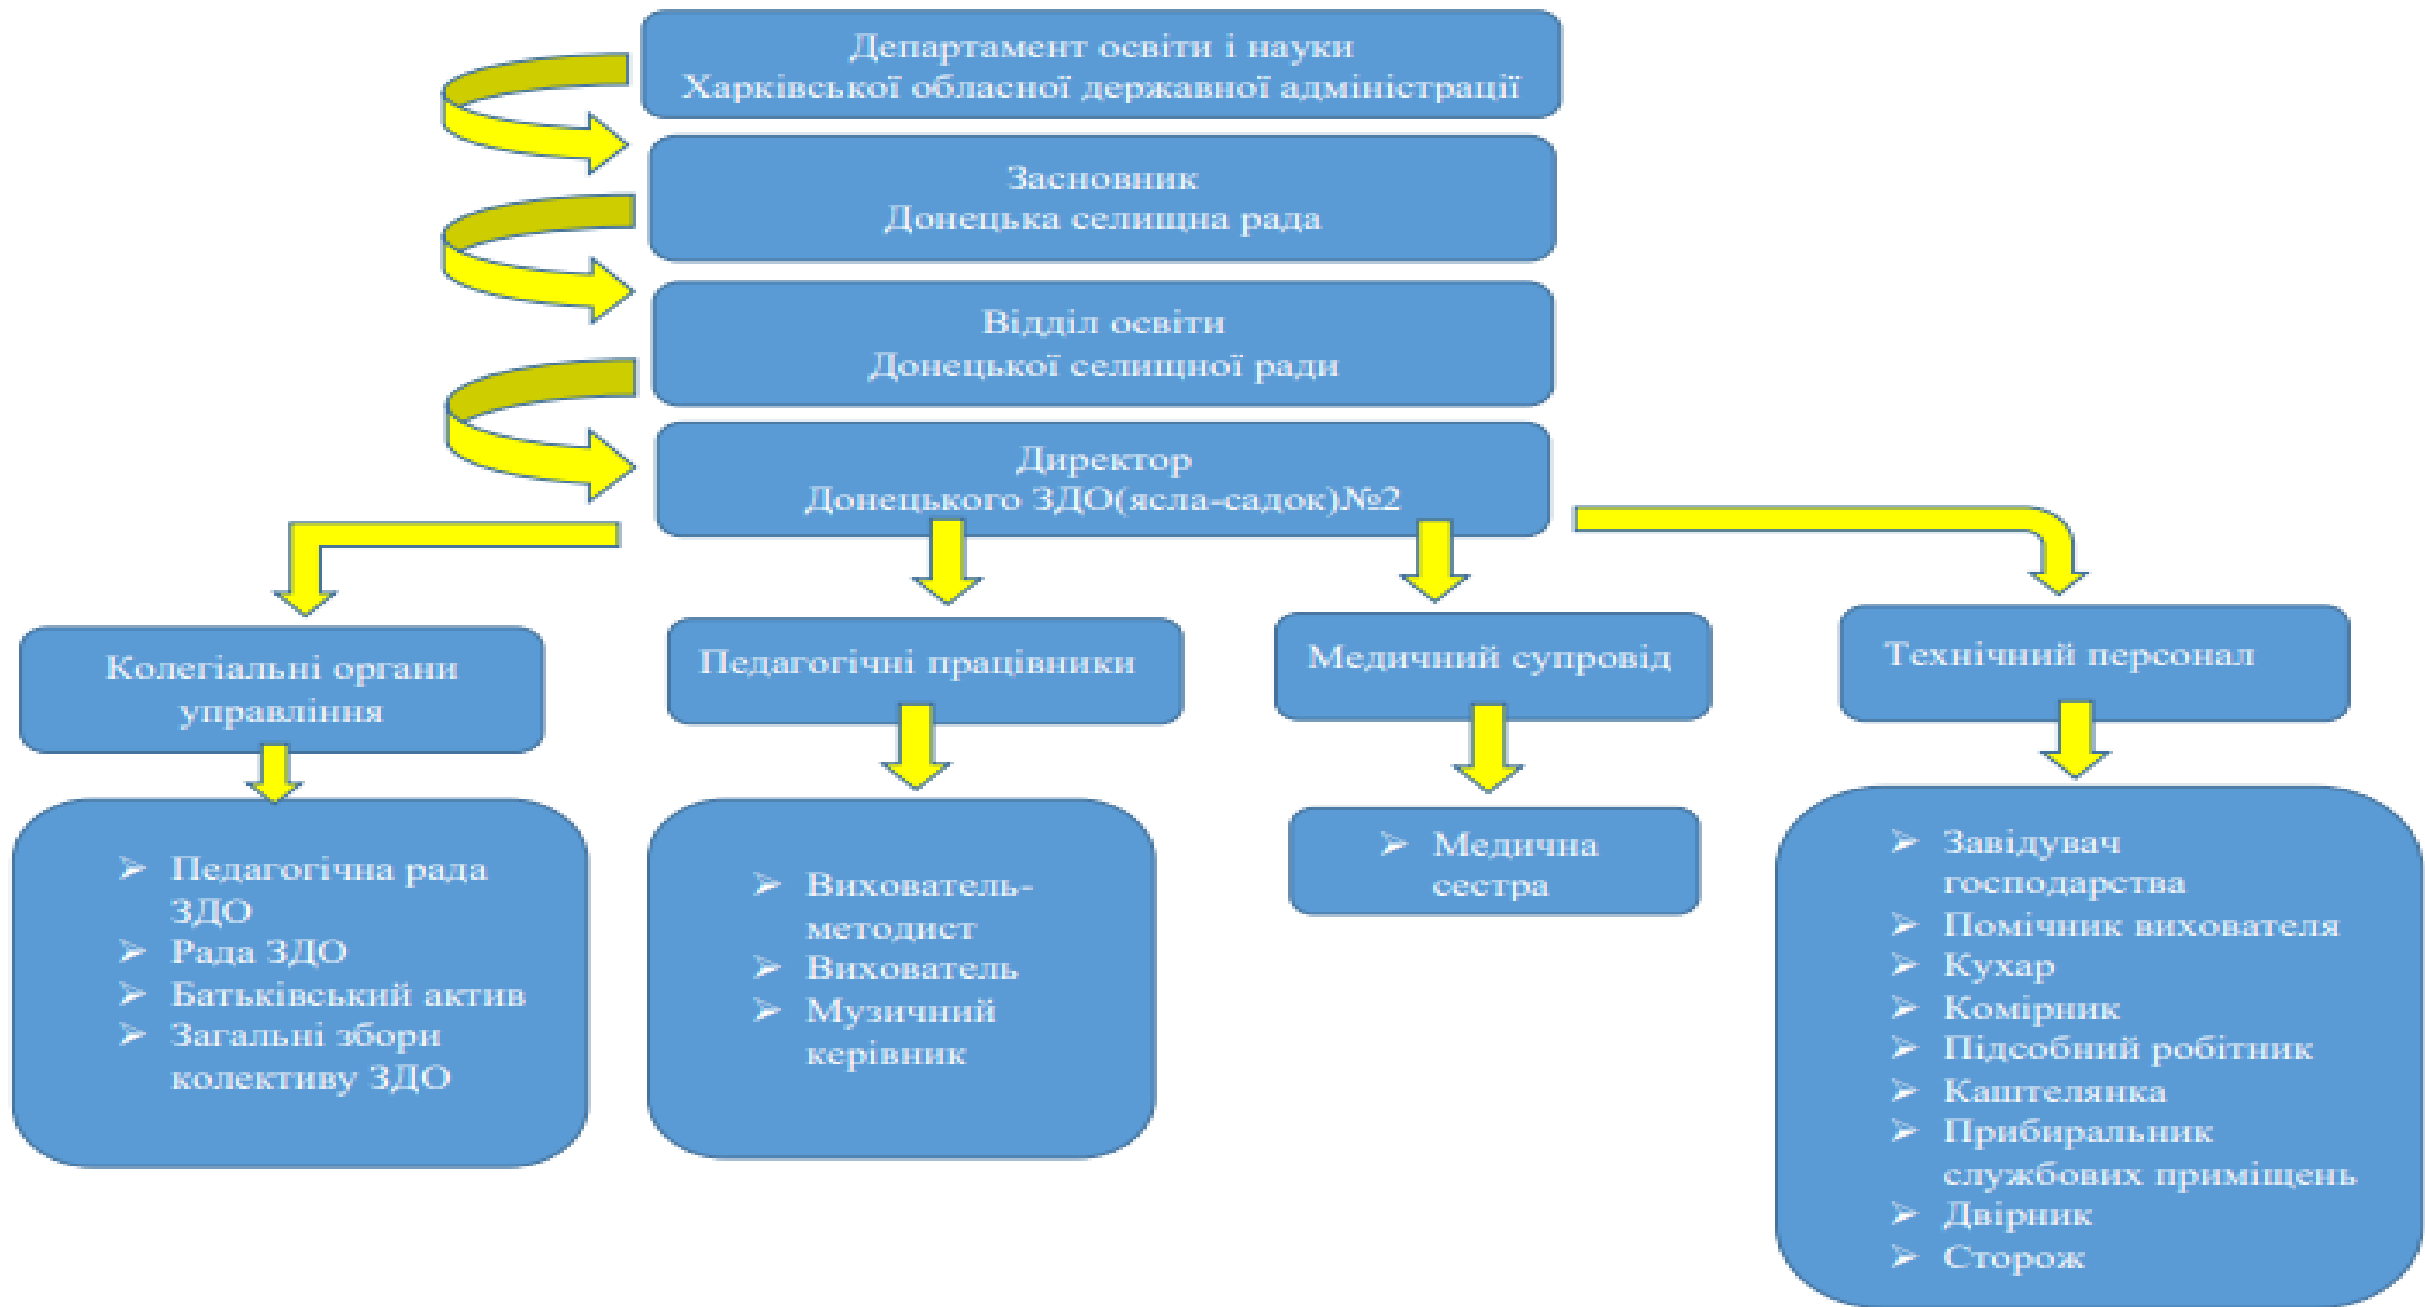 Департамент освіти і науки
Харківської обласної державної адміністрації
Засновник
Донецька селищна рада
Відділ освіти
Донецької селищної ради
Директор
Донецького ЗДО(ясла-садок)№2
Колегіальні органи
управління
Педагогічні працівники
Медичний супровід
Технічний персонал
Педагогічна рада
ЗДО
Рада ЗДО
Батьківський актив
Загальні збори
колективу ЗДО
Вихователь-
методист
Вихователь
Музичний
керівник
Медична
сестра
Завідувач
господарства
Помічник вихователя
Кухар
Комірник
Підсобний робітник
Каштелянка
Прибиральник
службових приміщень
Двірник
Сторож